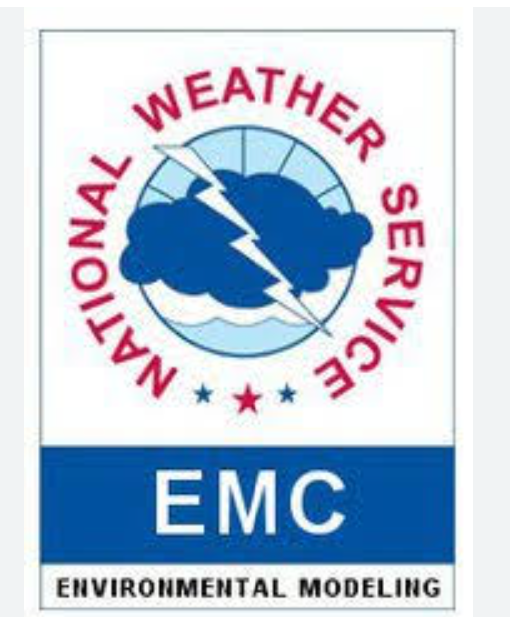 NATIONAL WEATHER SERVICE
EMC
ENVIRONMENTAL MODELING